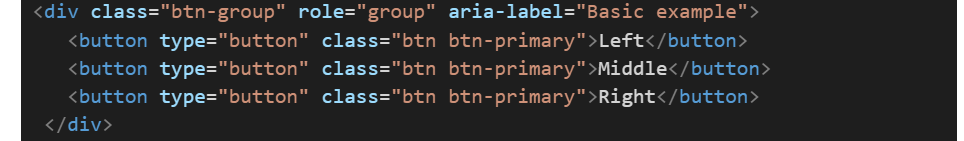 <div class="btn-group" role="group" aria-label="Basic example">
<button type="button" class="btn btn-primary">Left</button>
<button type="button" class="btn btn-primary">Middle</button>
<button type="button" class="btn btn-primary">Right</button>
</div>